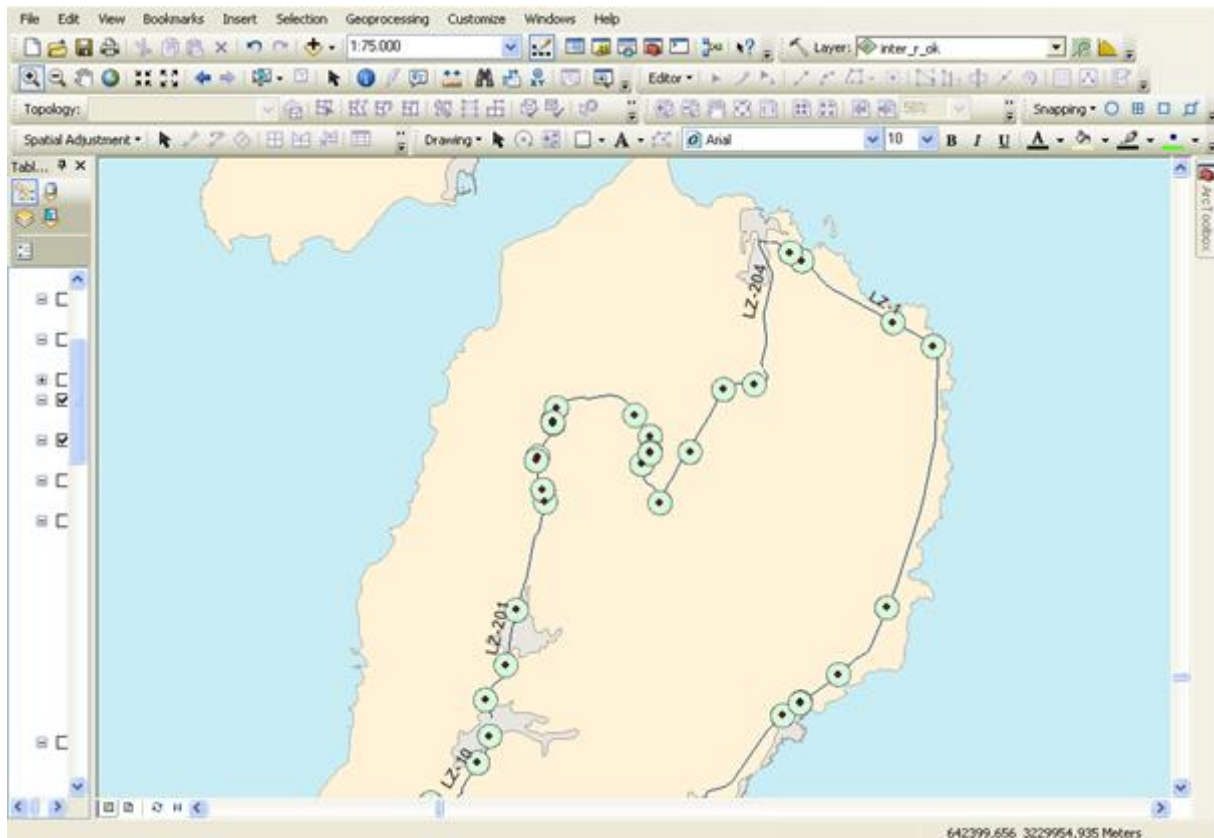 File Edit View Bookmarks Insert Selection Geoprocessing Customize Windows Help
1:75.000 Layer: inter_r_ok
Editor
Topology: 50%
Snapping
Spatial Adjustment Drawing A Arial 10 B I U A
Tabl...
ArcToolbox
LZ-204
LZ-1
LZ-201
LZ-10
642399,656 3229954,935 Meters